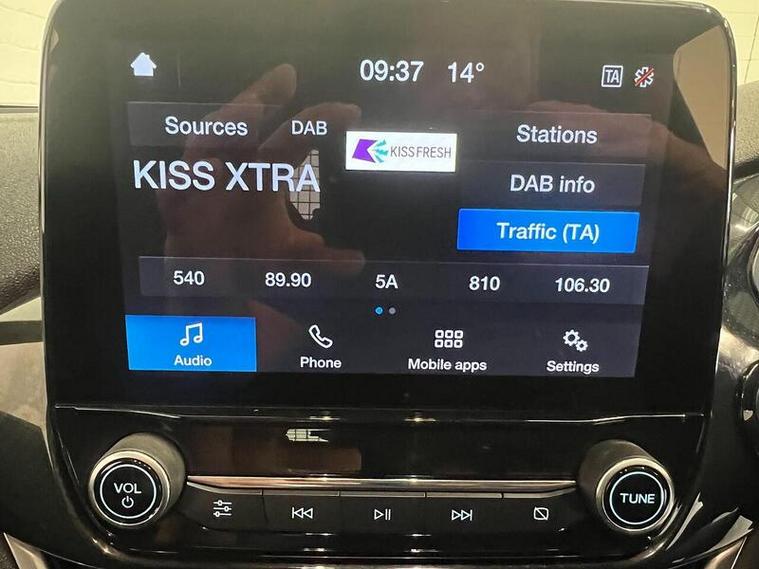 09:37 14° TA
Sources DAB KISS FRESH Stations
KISS XTRA
DAB info
Traffic (TA)
540 89.90 5A 810 106.30
Audio Phone Mobile apps Settings
VOL TUNE